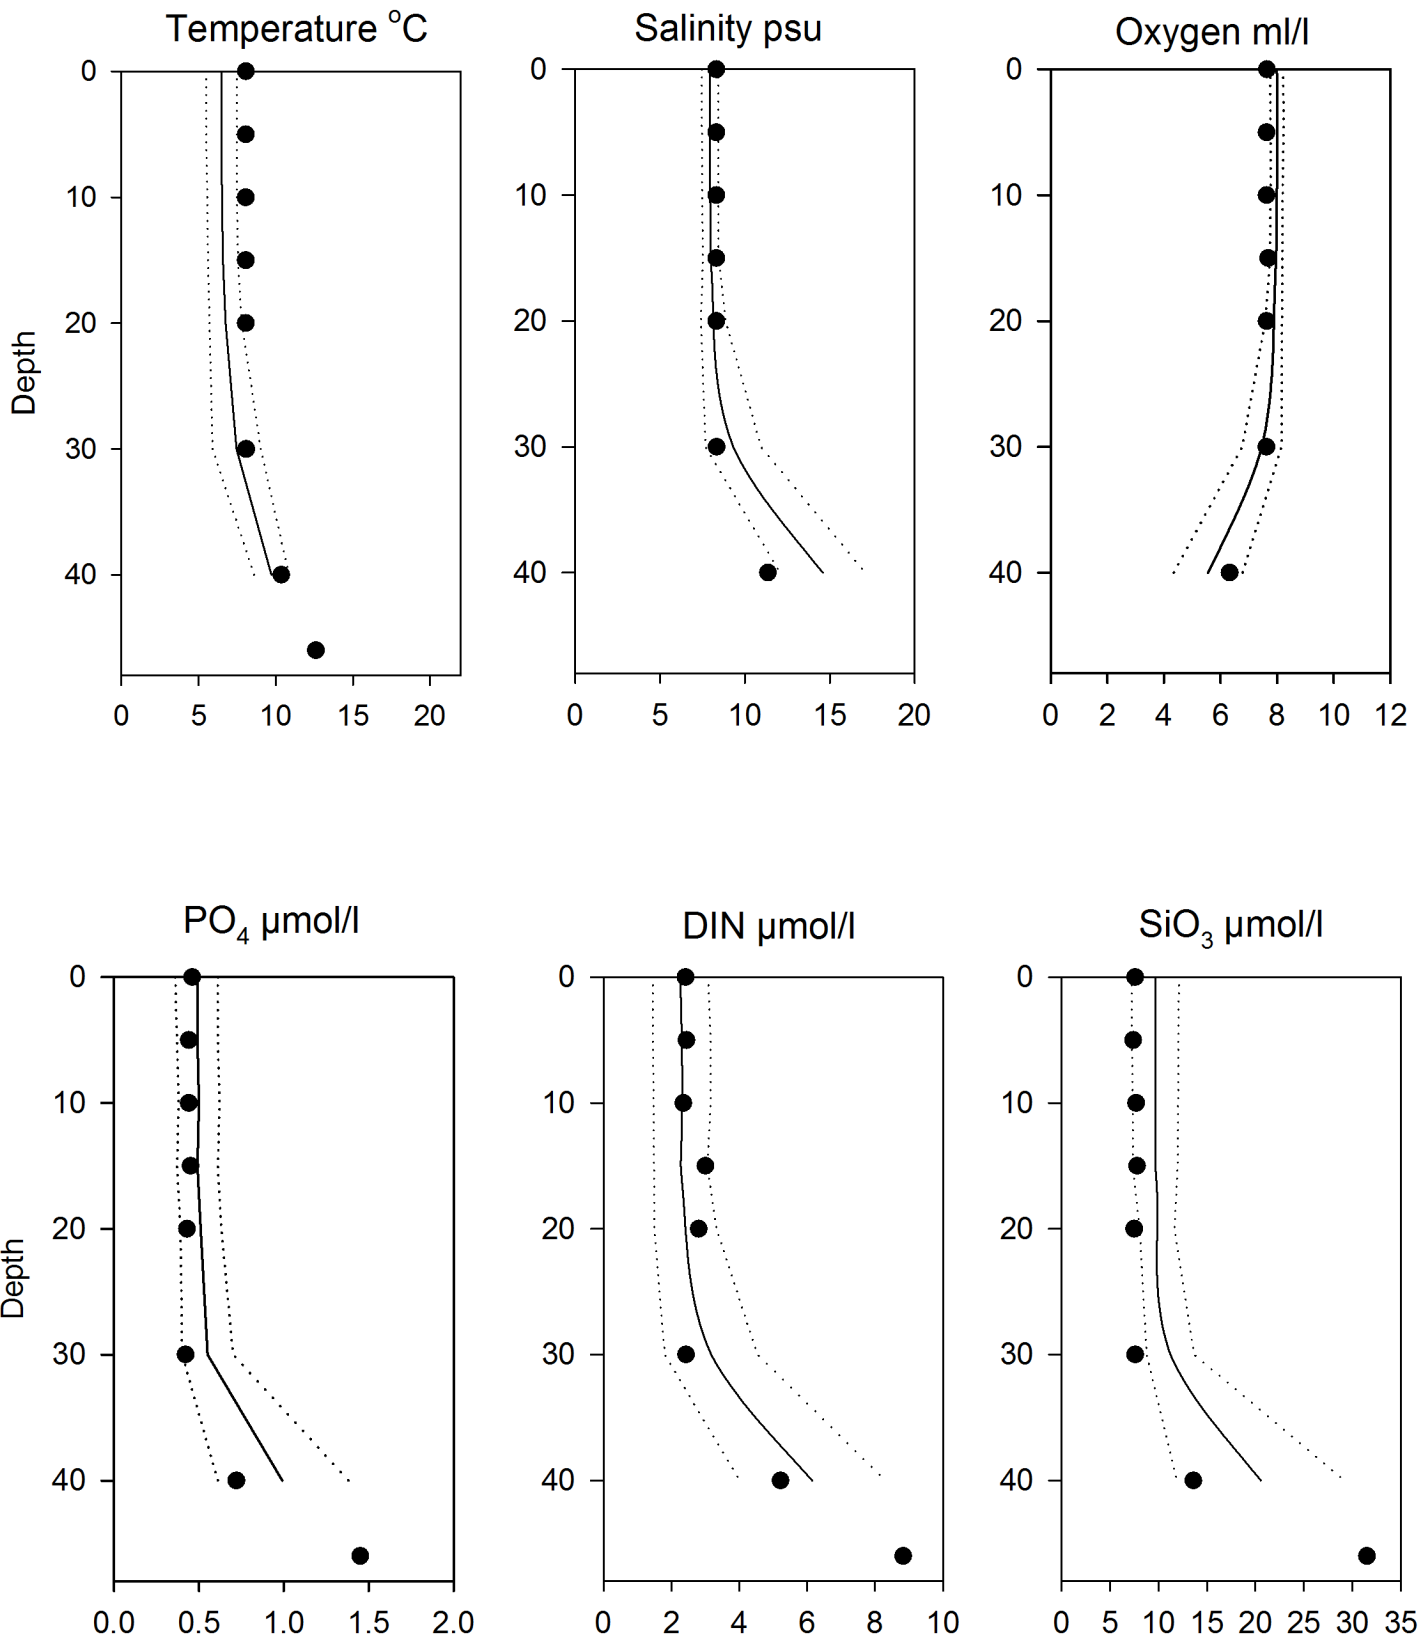 Temperature °C
Salinity psu
Oxygen ml/l
0
10
20
30
40
Depth
0 5 10 15 20
0
10
20
30
40
0 5 10 15 20
0
10
20
30
40
0 2 4 6 8 10 12
PO₄ µmol/l
DIN µmol/l
SiO₃ µmol/l
0
10
20
30
40
Depth
0.0 0.5 1.0 1.5 2.0
0
10
20
30
40
0 2 4 6 8 10
0
10
20
30
40
0 5 10 15 20 25 30 35